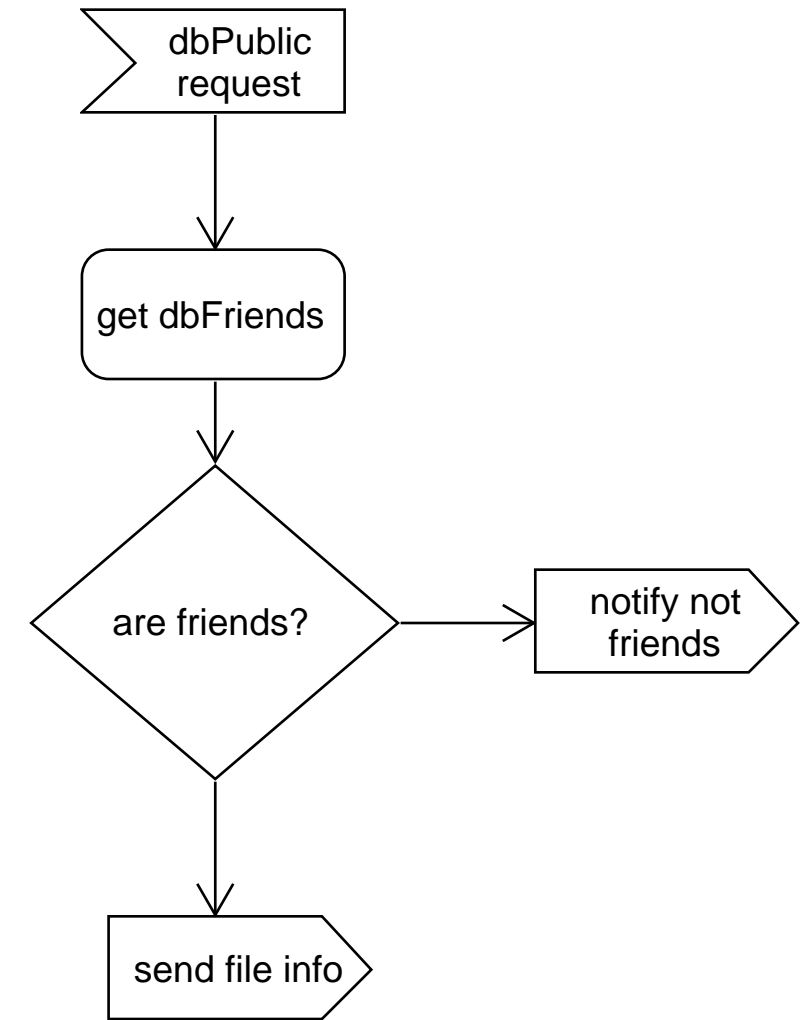 dbPublic
request
get dbFriends
are friends?
notify not
friends
send file info